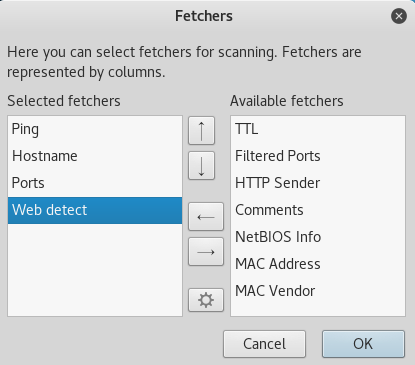 Fetchers
Here you can select fetchers for scanning. Fetchers are
represented by columns.
Selected fetchers
Ping
Hostname
Ports
Web detect
Available fetchers
TTL
Filtered Ports
HTTP Sender
Comments
NetBIOS Info
MAC Address
MAC Vendor
Cancel
OK